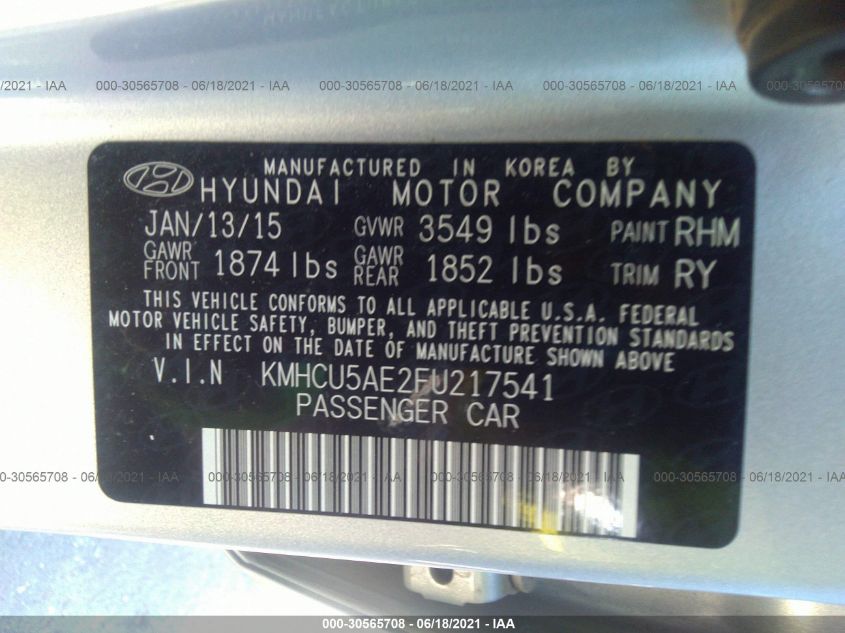 /2021 - IAA 000-30565708 - 06/18/2021 - IAA 000-30565708 - 06/18/2021 - IAA 000-30565708 - 06/18/2021 - IAA
MANUFACTURED IN KOREA BY
HYUNDAI MOTOR COMPANY
JAN/13/15 GVWR 3549 lbs PAINT RHM
GAWR FRONT 1874 lbs GAWR REAR 1852 lbs TRIM RY
THIS VEHICLE CONFORMS TO ALL APPLICABLE U.S.A. FEDERAL
MOTOR VEHICLE SAFETY, BUMPER, AND THEFT PREVENTION STANDARDS
IN EFFECT ON THE DATE OF MANUFACTURE SHOWN ABOVE
V.I.N KMHCU5AE2FU217541
PASSENGER CAR
0-30565708 - 06/18/2021 - IAA 000-30565708 - 06/18/2021 - IAA 000-30565708 - 06/18/2021 - IAA 000-30565708 - 06/18/2021
000-30565708 - 06/18/2021 - IAA